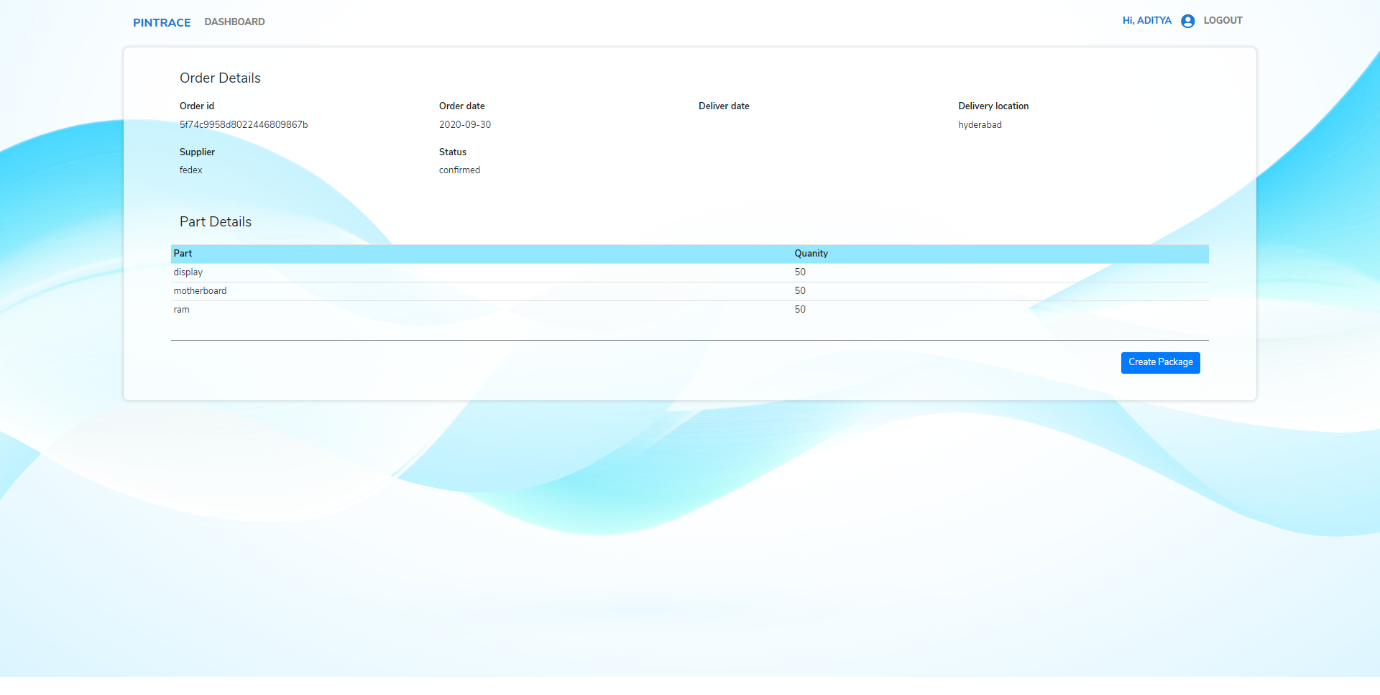 PINTRACE DASHBOARD Hi, ADITYA LOGOUT
Order Details
Order id Order date Deliver date Delivery location
5f74c9958d8022446809867b 2020-09-30 hyderabad
Supplier Status
fedex confirmed
Part Details
Part Quanity
display 50
motherboard 50
ram 50
Create Package